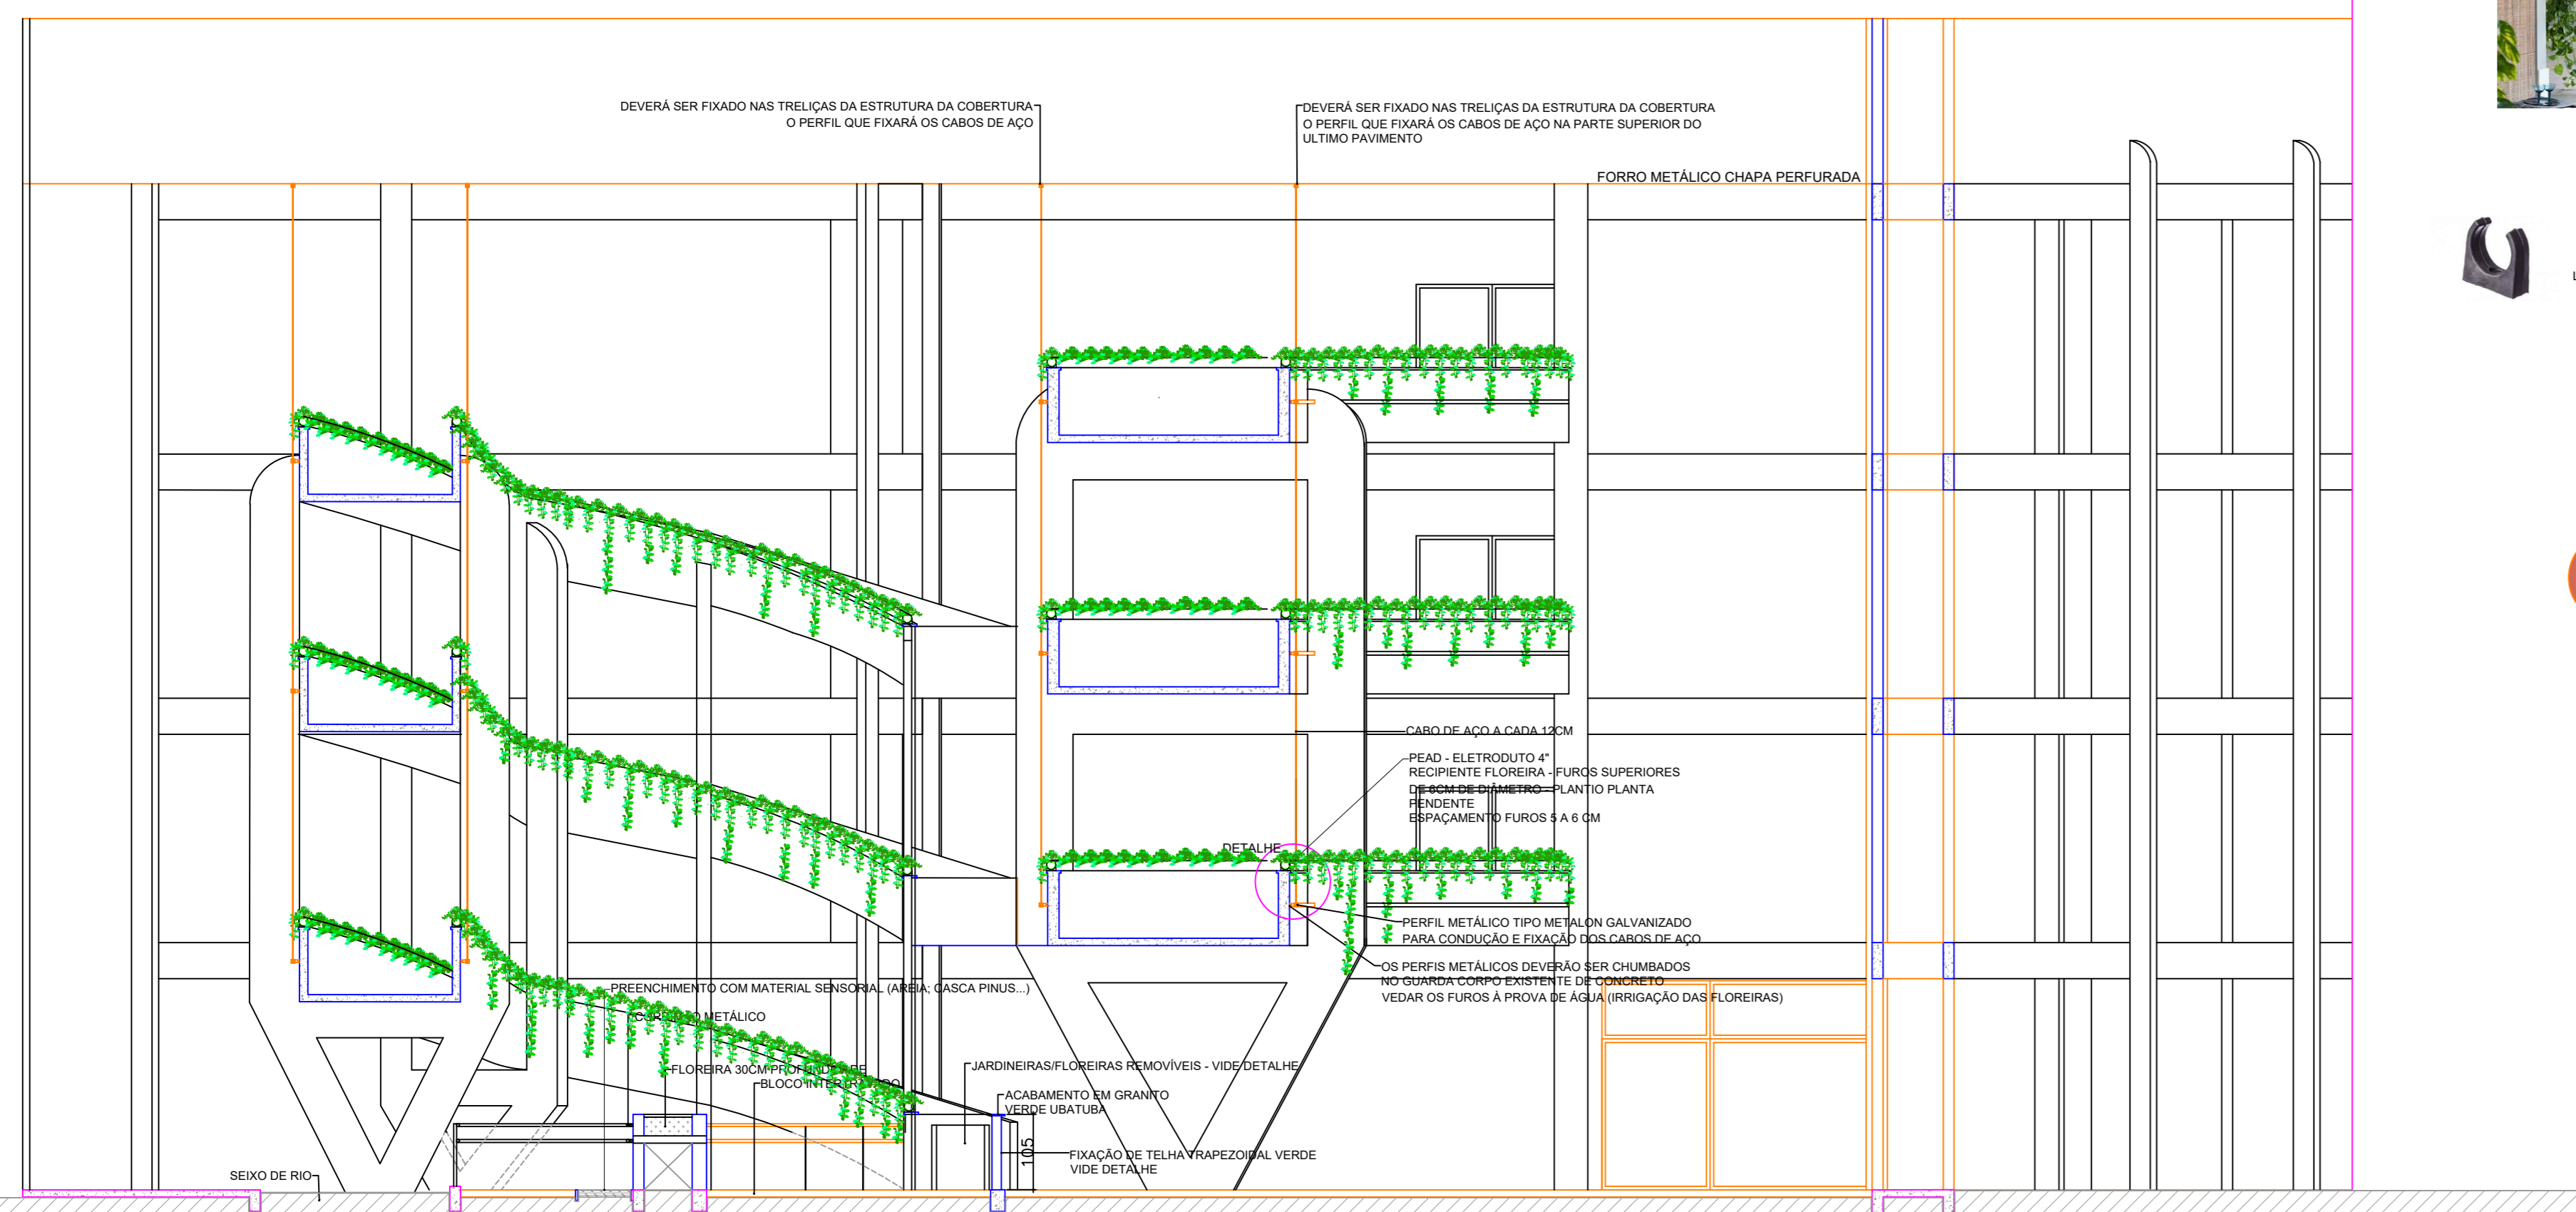 DEVERÁ SER FIXADO NAS TRELIÇAS DA ESTRUTURA DA COBERTURA
O PERFIL QUE FIXARÁ OS CABOS DE AÇO
DEVERÁ SER FIXADO NAS TRELIÇAS DA ESTRUTURA DA COBERTURA
O PERFIL QUE FIXARÁ OS CABOS DE AÇO NA PARTE SUPERIOR DO
ULTIMO PAVIMENTO
FORRO METÁLICO CHAPA PERFURADA
L
CABO DE AÇO A CADA 12CM
PEAD - ELETRODUTO 4"
RECIPIENTE FLOREIRA - FUROS SUPERIORES
DE 6CM DE DIÂMETRO - PLANTIO PLANTA
PENDENTE
ESPAÇAMENTO FUROS 5 A 6 CM
DETALHE
PERFIL METÁLICO TIPO METALON GALVANIZADO
PARA CONDUÇÃO E FIXAÇÃO DOS CABOS DE AÇO
OS PERFIS METÁLICOS DEVERÃO SER CHUMBADOS
NO GUARDA CORPO EXISTENTE DE CONCRETO
VEDAR OS FUROS À PROVA DE ÁGUA (IRRIGAÇÃO DAS FLOREIRAS)
PREENCHIMENTO COM MATERIAL SENSORIAL (AREIA; CASCA PINUS...)
METÁLICO
FLOREIRA 30CM PROFUNDIDADE
BLOCO INTERTRAVADO
JARDINEIRAS/FLOREIRAS REMOVÍVEIS - VIDE DETALHE
ACABAMENTO EM GRANITO
VERDE UBATUBA
105
FIXAÇÃO DE TELHA TRAPEZOIDAL VERDE
VIDE DETALHE
SEIXO DE RIO